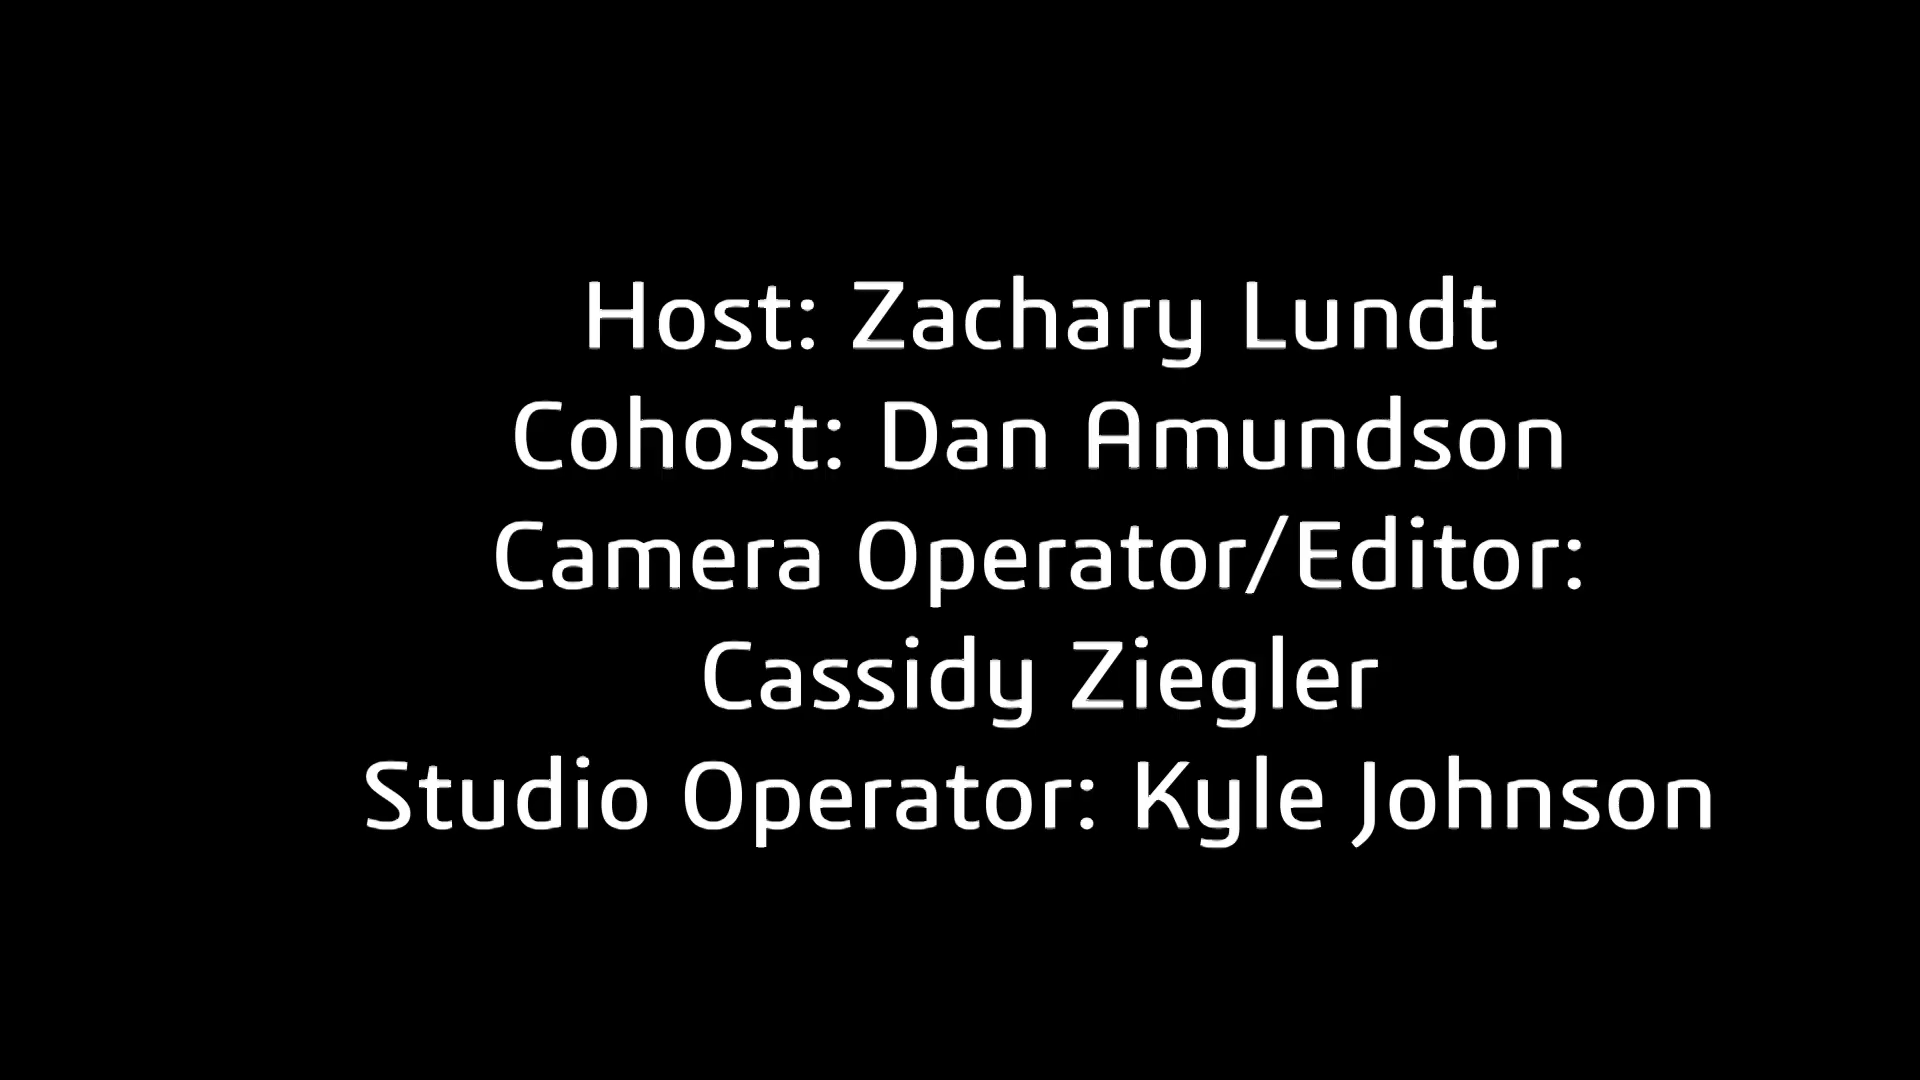 Host: Zachary Lundt
Cohost: Dan Amundson
Camera Operator/Editor:
Cassidy Ziegler
Studio Operator: Kyle Johnson